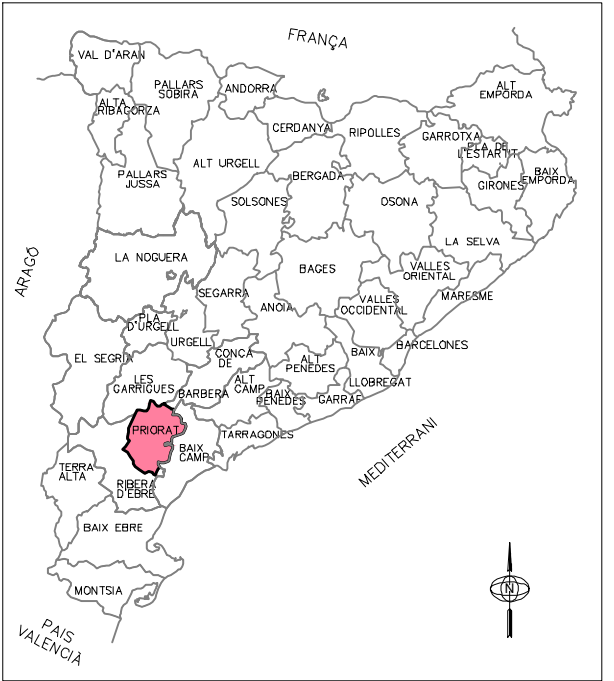 FRANÇA
VAL D'ARAN
PALLARS
SOBIRA
ANDORRA
ALTA
RIBAGORZA
CERDANYA
RIPOLLES
ALT
EMPORDA
GARROTXA
PLA DE
L'ESTARTIT
BAIX
EMPORDA
GIRONES
ALT URGELL
PALLARS
JUSSA
BERGADA
SOLSONES
OSONA
LA SELVA
ARAGÓ
LA NOGUERA
BAGES
VALLES
ORIENTAL
SEGARRA
ANOIA
VALLES
OCCIDENTAL
MARESME
PLA
D'URGELL
EL SEGRIA
URGELL
CONCA
DE
BARBERA
ALT
PENEDES
BAIX
LLOBREGAT
BARCELONES
LES
GARRIGUES
ALT
CAMP
BAIX
PENEDES
GARRAF
PRIORAT
TARRAGONES
BAIX
CAMP
MEDITERRANI
TERRA
ALTA
RIBERA
D'EBRE
BAIX EBRE
MONTSIA
N
PAIS
VALENCIÀ